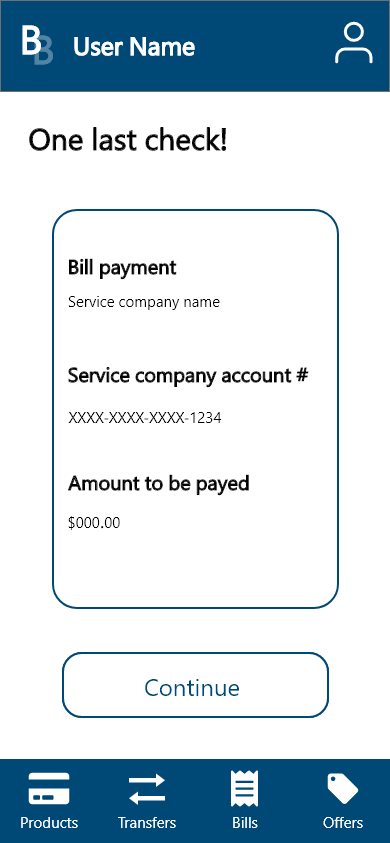 BB User Name
One last check!
Bill payment
Service company name
Service company account #
XXXX-XXXX-XXXX-1234
Amount to be payed
$000.00
Continue
Products Transfers Bills Offers